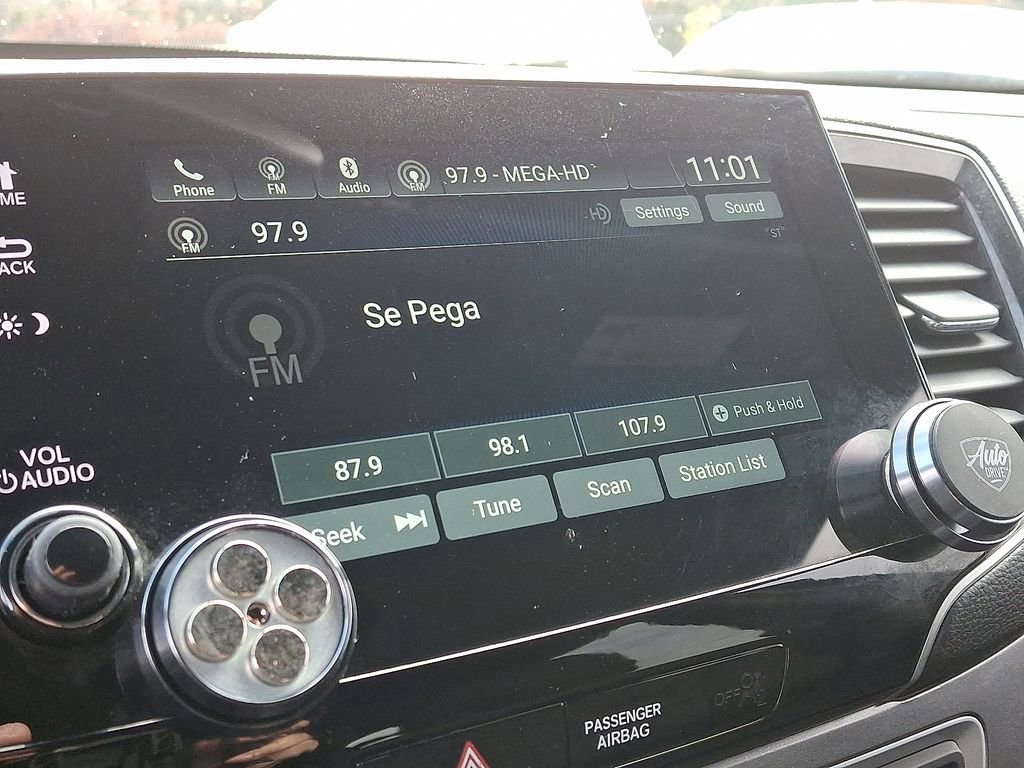 Phone
FM
Audio
FM
97.9 - MEGA-HD
11:01
FM
97.9
HD
Settings
Sound
"ST"
Se Pega
FM
87.9
98.1
107.9
Push & Hold
Seek
Tune
Scan
Station List
VOL
AUDIO
Auto
DRIVE
PASSENGER
AIRBAG
OFF